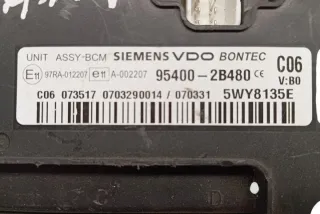 UNIT ASSY-BCM SIEMENS VDO BONTEC C06
E11 97RA-012207 e11 A-002207 95400-2B480 CE V:B0
C06 073517 0703290014 / 070331 5WY8135E
D